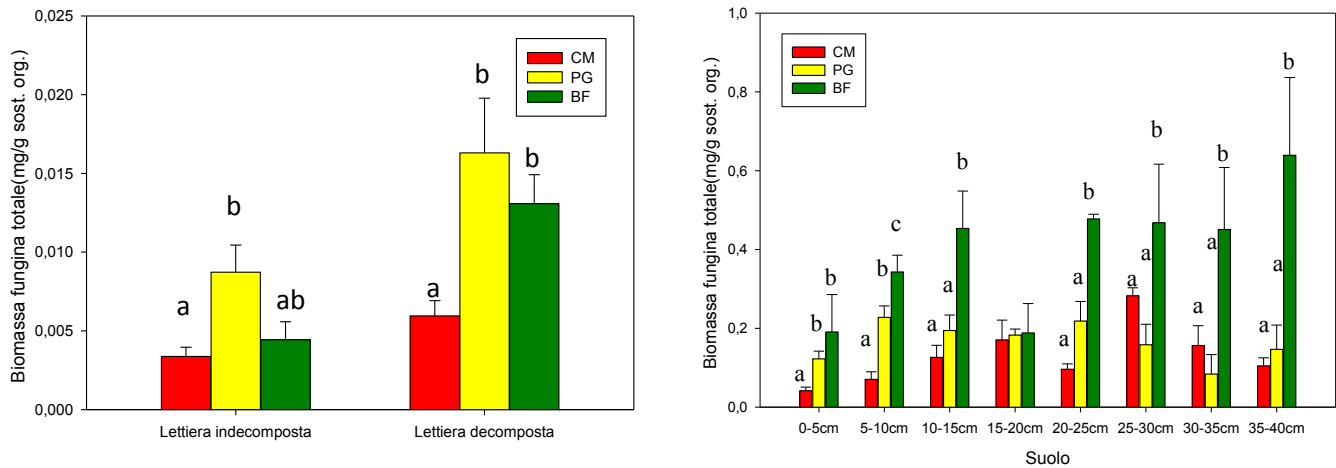 Biomassa fungina totale(mg/g sost. org.)
0,025
0,020
0,015
0,010
0,005
0,000
CM
PG
BF
a
b
ab
a
b
b
Lettiera indecomposta
Lettiera decomposta
Biomassa fungina totale(mg/g sost. org.)
1,0
0,8
0,6
0,4
0,2
0,0
CM
PG
BF
a
b
b
a
b
c
a
a
b
a
a
b
a
a
b
a
a
b
a
a
b
0-5cm
5-10cm
10-15cm
15-20cm
20-25cm
25-30cm
30-35cm
35-40cm
Suolo